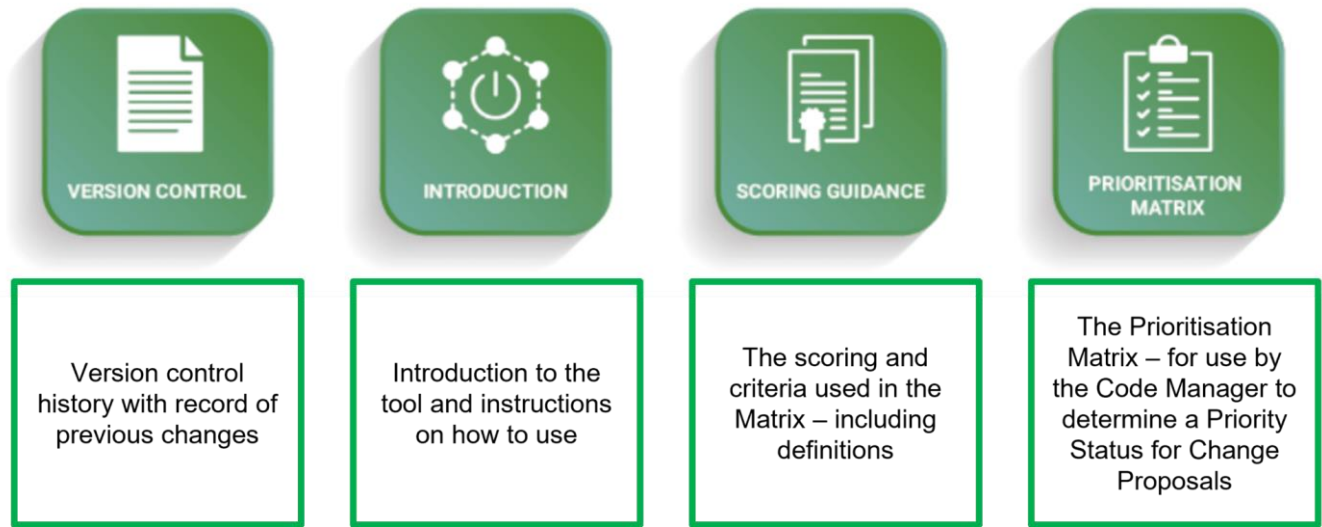 VERSION CONTROL
INTRODUCTION
SCORING GUIDANCE
PRIORITISATION
MATRIX
Version control
history with record of
previous changes
Introduction to the
tool and instructions
on how to use
The scoring and
criteria used in the
Matrix – including
definitions
The Prioritisation
Matrix – for use by
the Code Manager to
determine a Priority
Status for Change
Proposals